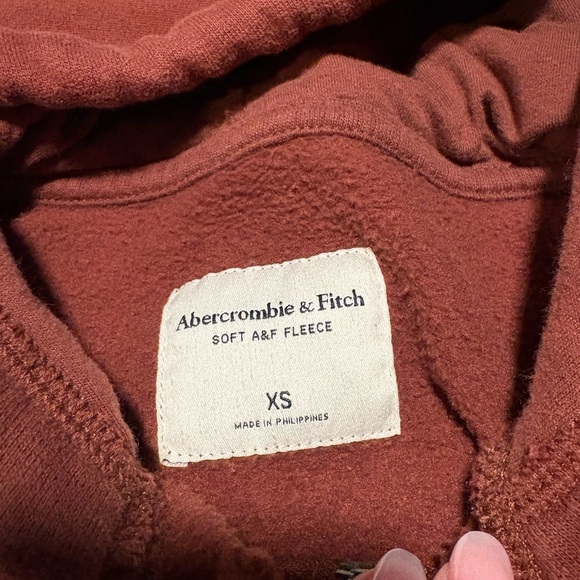 Abercrombie & Fitch
SOFT A&F FLEECE
XS
MADE IN PHILIPPINES